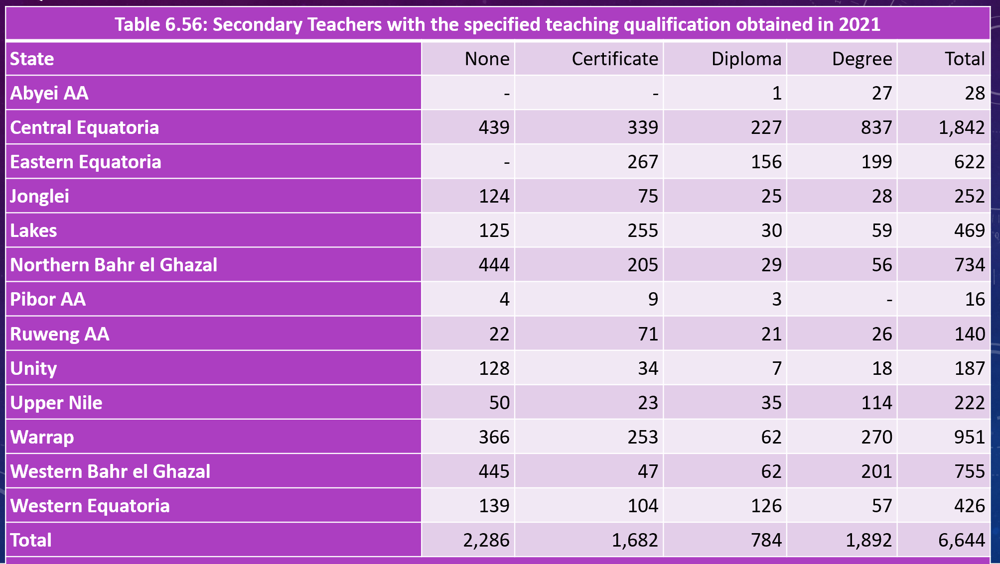 Table 6.56: Secondary Teachers with the specified teaching qualification obtained in 2021
State None Certificate Diploma Degree Total
Abyei AA - - 1 27 28
Central Equatoria 439 339 227 837 1,842
Eastern Equatoria - 267 156 199 622
Jonglei 124 75 25 28 252
Lakes 125 255 30 59 469
Northern Bahr el Ghazal 444 205 29 56 734
Pibor AA 4 9 3 - 16
Ruweng AA 22 71 21 26 140
Unity 128 34 7 18 187
Upper Nile 50 23 35 114 222
Warrap 366 253 62 270 951
Western Bahr el Ghazal 445 47 62 201 755
Western Equatoria 139 104 126 57 426
Total 2,286 1,682 784 1,892 6,644